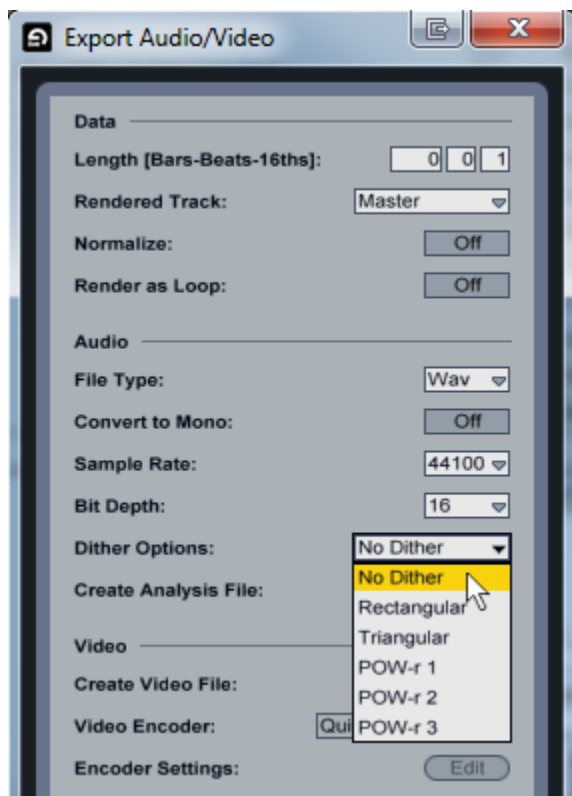 Export Audio/Video
Data
Length [Bars-Beats-16ths]: 0 0 1
Rendered Track: Master
Normalize: Off
Render as Loop: Off
Audio
File Type: Wav
Convert to Mono: Off
Sample Rate: 44100
Bit Depth: 16
Dither Options: No Dither
No Dither
Create Analysis File:
Rectangular
Triangular
Video
POW-r 1
Create Video File:
POW-r 2
Video Encoder: Qui
POW-r 3
Encoder Settings: Edit